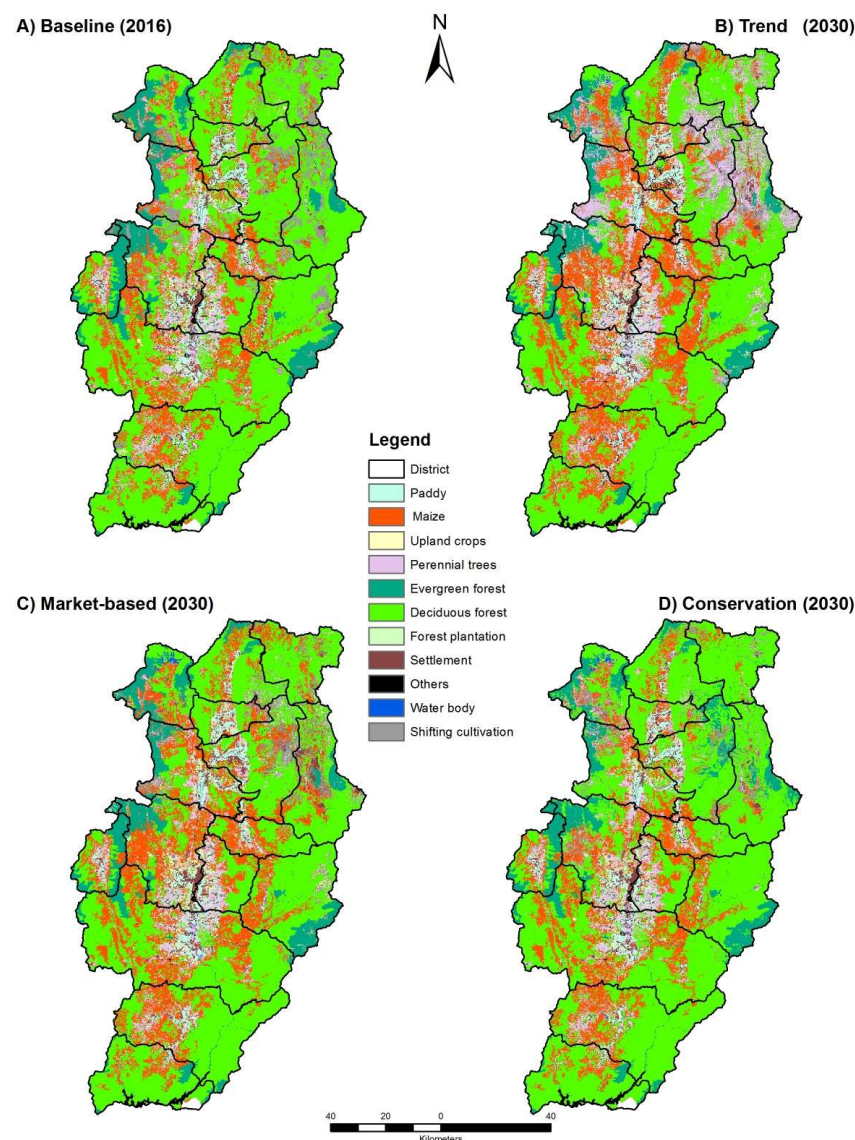 A) Baseline (2016)
N
B) Trend (2030)
Legend
District
Paddy
Maize
Upland crops
Perennial trees
Evergreen forest
Deciduous forest
Forest plantation
Settlement
Others
Water body
Shifting cultivation
C) Market-based (2030)
D) Conservation (2030)
40 20 0 40
Kilometers